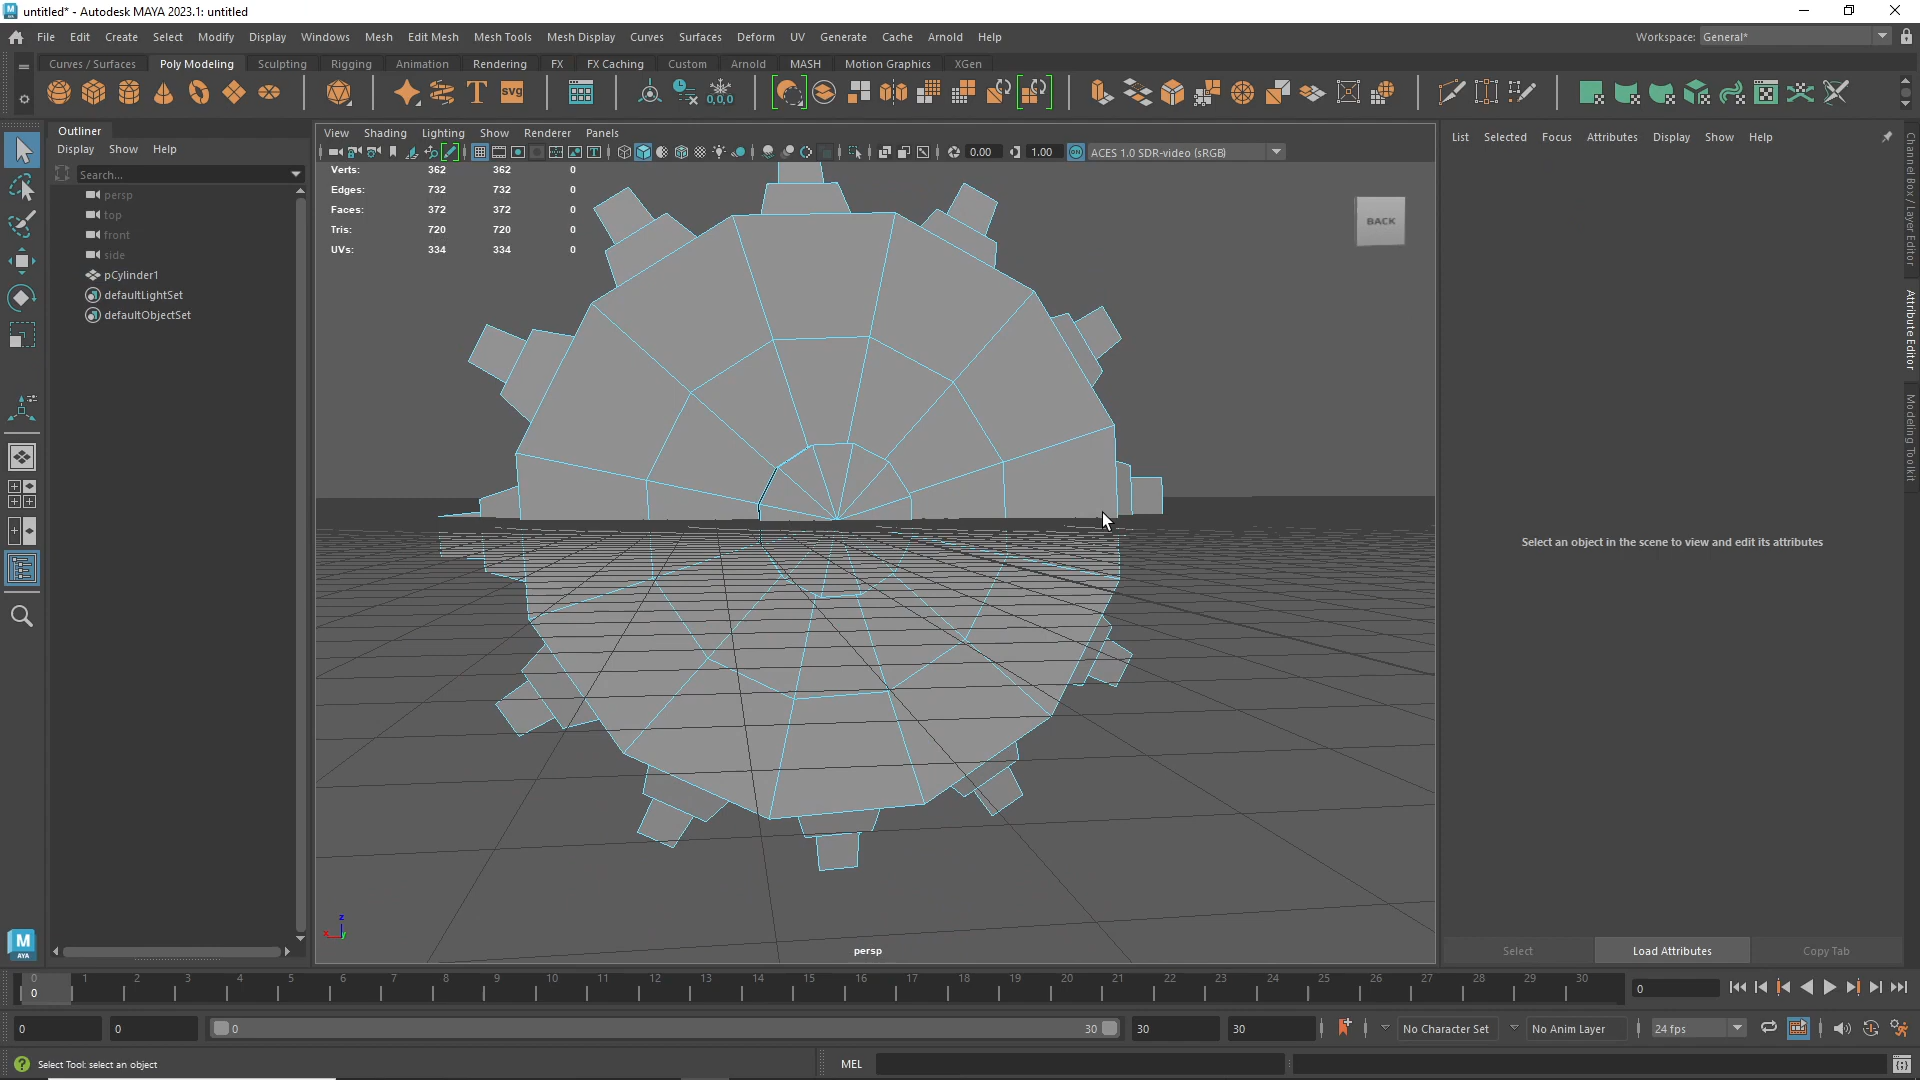 untitled* - Autodesk MAYA 2023.1: untitled
File Edit Create Select Modify Display Windows Mesh Edit Mesh Mesh Tools Mesh Display Curves Surfaces Deform UV Generate Cache Arnold Help
Workspace: General*
Curves / Surfaces Poly Modeling Sculpting Rigging Animation Rendering FX FX Caching Custom Arnold MASH Motion Graphics XGen
T SVG 0,0,0
Outliner
Display Show Help
Search...
persp
top
front
side
pCylinder1
defaultLightSet
defaultObjectSet
View Shading Lighting Show Renderer Panels
0.00 1.00 ACES 1.0 SDR-video (sRGB)
Verts: 362 362 0
Edges: 732 732 0
Faces: 372 372 0
Tris: 720 720 0
UVs: 334 334 0
BACK
z
x y
persp
List Selected Focus Attributes Display Show Help
Select an object in the scene to view and edit its attributes
Select Load Attributes Copy Tab
Channel Box / Layer Editor
Attribute Editor
Modeling Toolkit
M
AYA
0 1 2 3 4 5 6 7 8 9 10 11 12 13 14 15 16 17 18 19 20 21 22 23 24 25 26 27 28 29 30
0
0
0 0 0 30 30 30 No Character Set No Anim Layer 24 fps
Select Tool: select an object
MEL